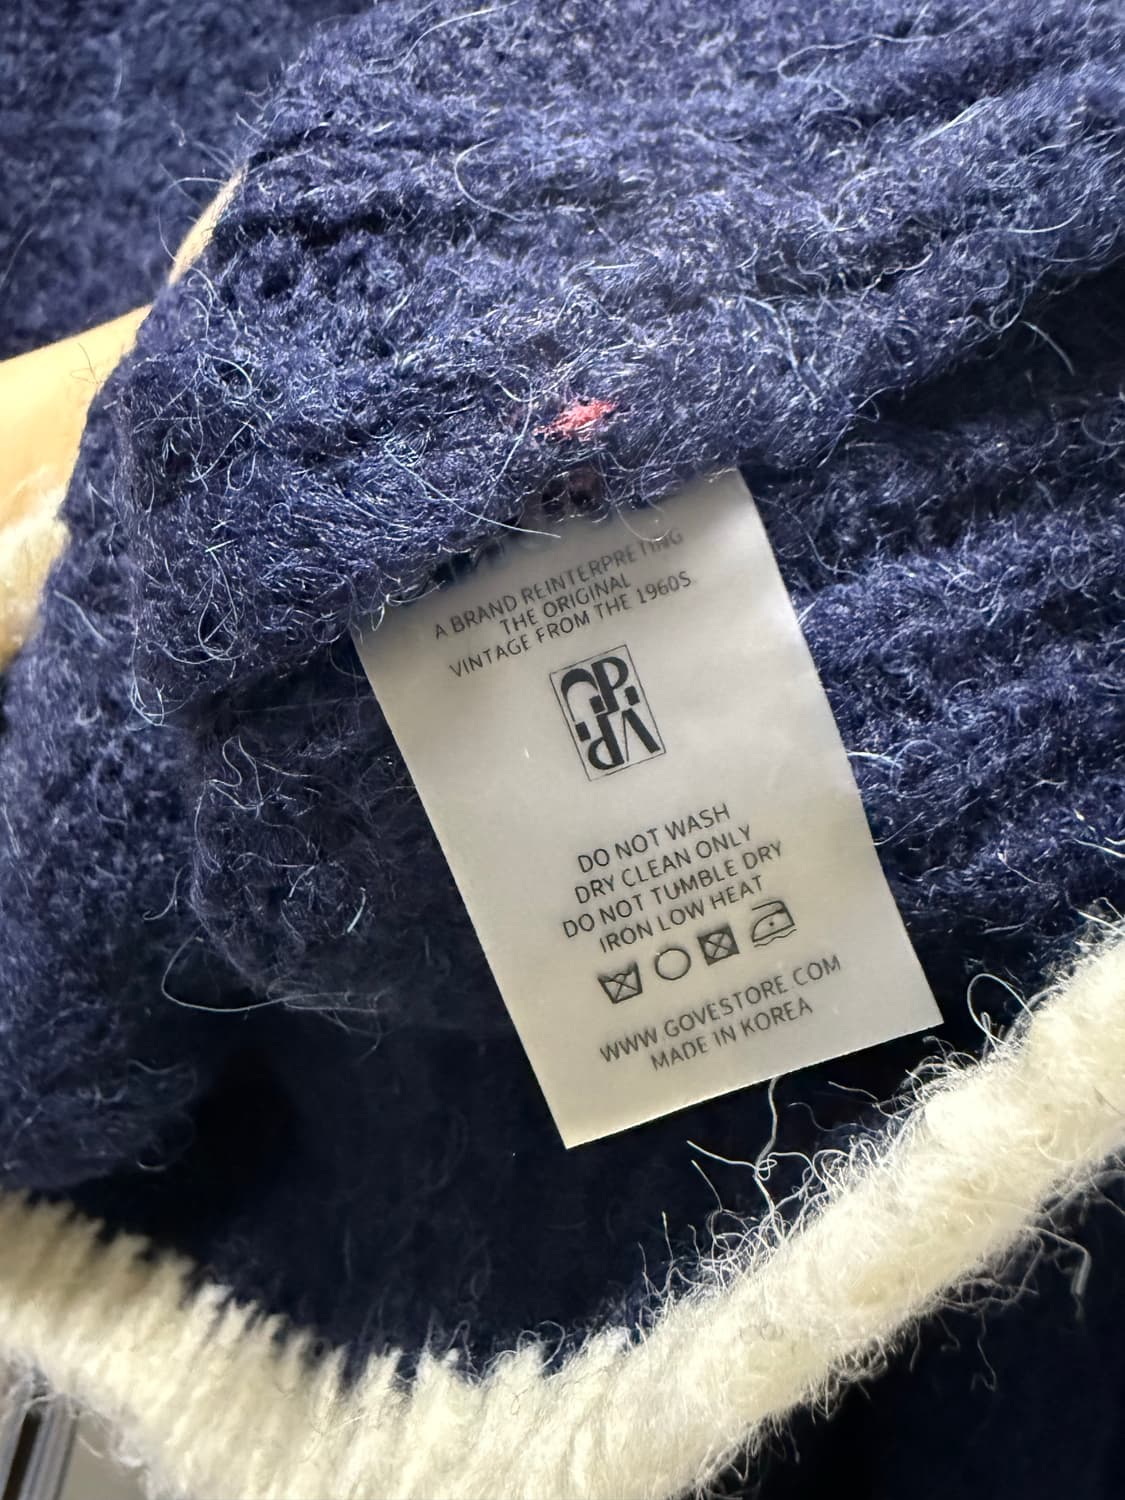 A BRAND REINTERPRETING
THE ORIGINAL
VINTAGE FROM THE 1960S
DO NOT WASH
DRY CLEAN ONLY
DO NOT TUMBLE DRY
IRON LOW HEAT
WWW.GOVESTORE.COM
MADE IN KOREA